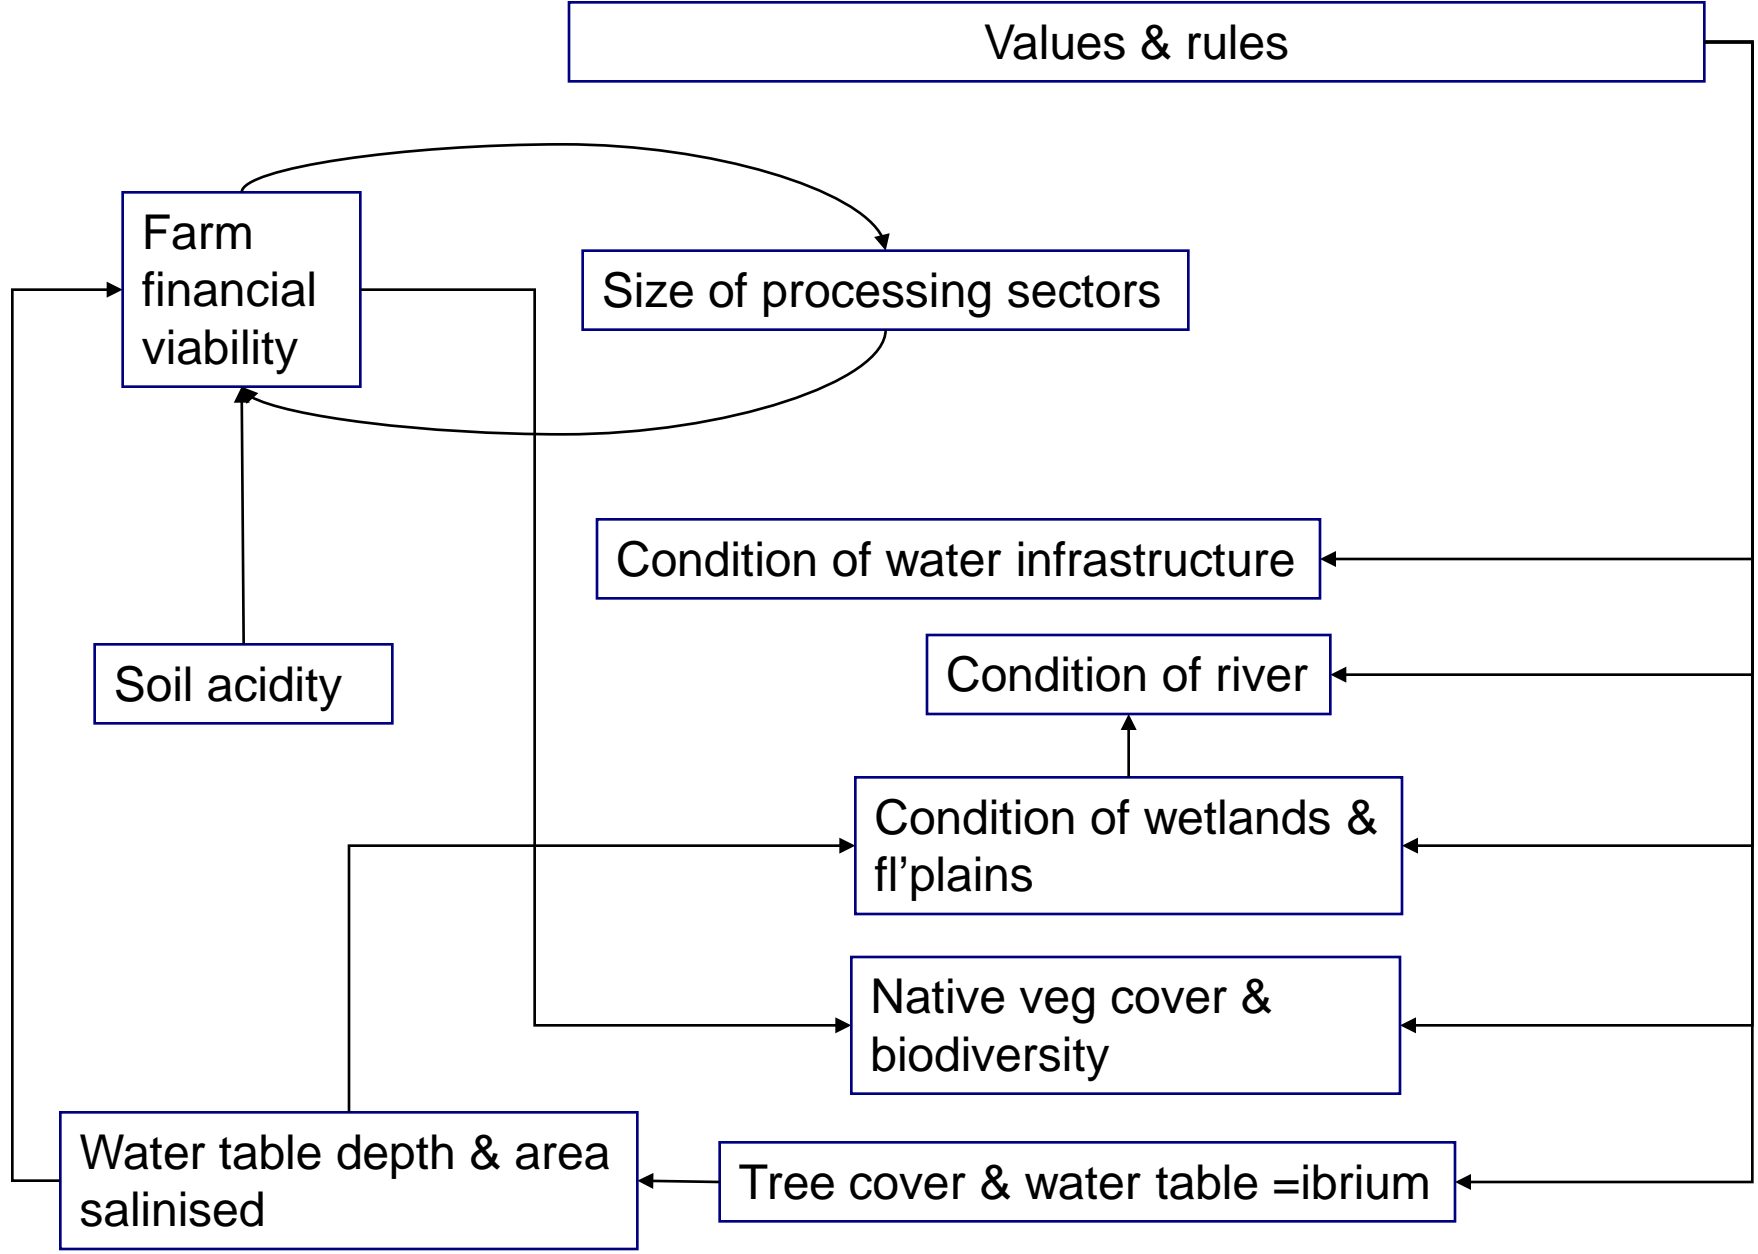 Values & rules
Farm
financial
viability
Size of processing sectors
Condition of water infrastructure
Soil acidity
Condition of river
Condition of wetlands &
fl’plains
Native veg cover &
biodiversity
Water table depth & area
salinised
Tree cover & water table =ibrium